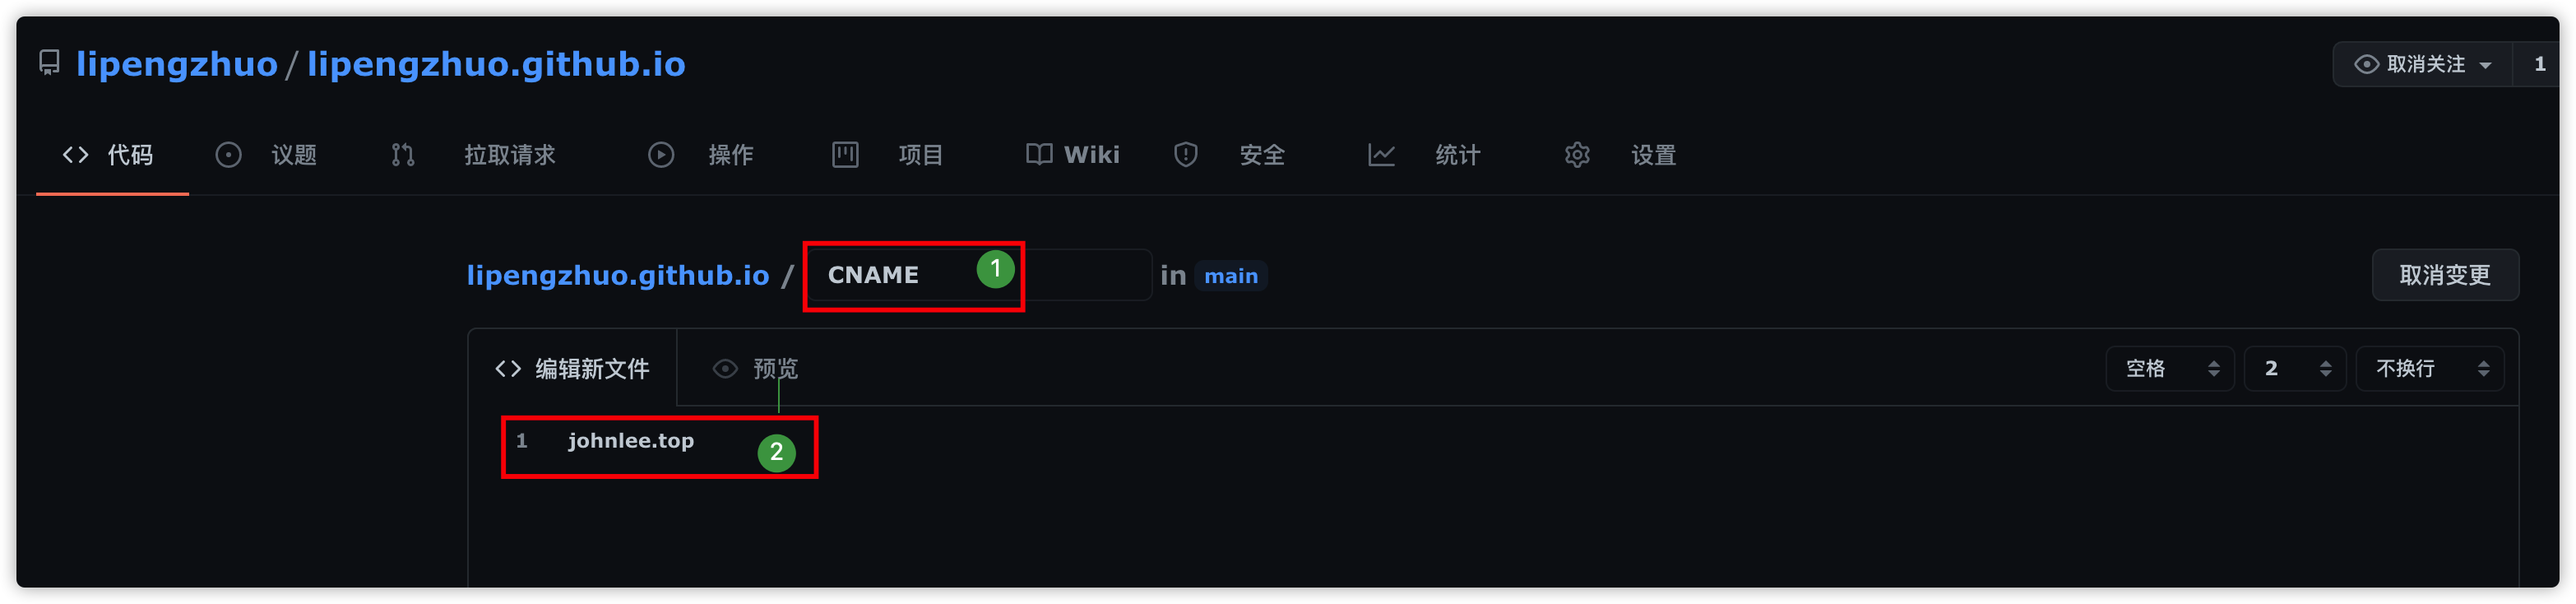 lipengzhuo / lipengzhuo.github.io
取消关注 1
代码 议题 拉取请求 操作 项目 Wiki 安全 统计 设置
lipengzhuo.github.io / CNAME 1 in main 取消变更
编辑新文件 预览 空格 2 不换行
1 johnlee.top 2